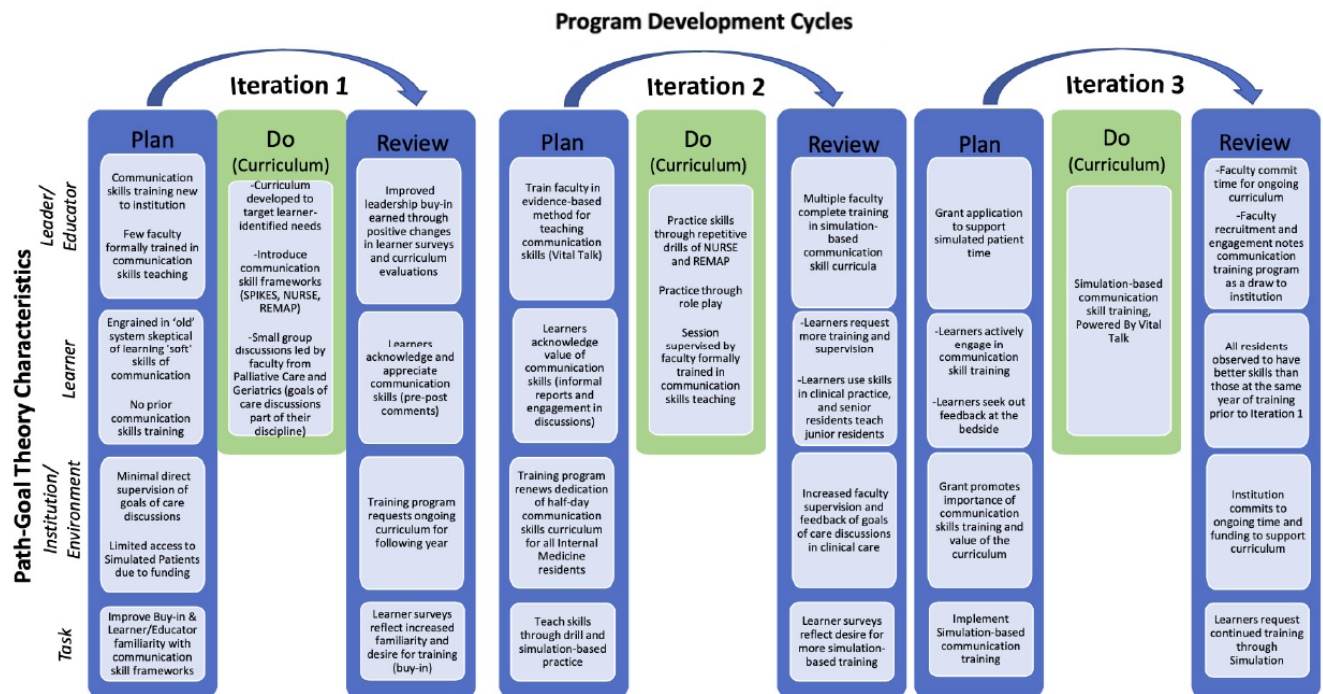 Program Development Cycles
Path-Goal Theory Characteristics
Leader/
Educator
Learner
Institution/
Environment
Task
Iteration 1
Plan
Communication
skills training new
to institution
Few faculty
formally trained in
communication
skills teaching
Engrained in 'old'
system skeptical
of learning 'soft'
skills of
communication
No prior
communication
skills training
Minimal direct
supervision of
goals of care
discussions
Limited access to
Simulated Patients
due to funding
Improve Buy-in &
Learner/Educator
familiarity with
communication
skill frameworks
Do
(Curriculum)
-Curriculum
developed to
target learner-
identified needs
-Introduce
communication
skill frameworks
(SPIKES, NURSE,
REMAP)
-Small group
discussions led by
faculty from
Palliative Care and
Geriatrics (goals of
care discussions
part of their
discipline)
Review
Improved
leadership buy-in
earned through
positive changes
in learner surveys
and curriculum
evaluations
Learners
acknowledge and
appreciate
communication
skills (pre-post
comments)
Training program
requests ongoing
curriculum for
following year
Learner surveys
reflect increased
familiarity and
desire for training
(buy-in)
Iteration 2
Plan
Train faculty in
evidence-based
method for
teaching
communication
skills (Vital Talk)
Learners
acknowledge
value of
communication
skills (informal
reports and
engagement in
discussions)
Training program
renews dedication
of half-day
communication
skills curriculum
for all Internal
Medicine
residents
Teach skills
through drill and
simulation-based
practice
Do
(Curriculum)
Practice skills
through repetitive
drills of NURSE
and REMAP
Practice through
role play
Session
supervised by
faculty formally
trained in
communication
skills teaching
Review
Multiple faculty
complete training
in simulation-
based
communication
skill curricula
-Learners request
more training and
supervision
-Learners use skills
in clinical practice,
and senior
residents teach
junior residents
Increased faculty
supervision and
feedback of goals
of care discussions
in clinical care
Learner surveys
reflect desire for
more simulation-
based training
Iteration 3
Plan
Grant application
to support
simulated patient
time
-Learners actively
engage in
communication
skill training
-Learners seek out
feedback at the
bedside
Grant promotes
importance of
communication
skills training and
value of the
curriculum
Implement
Simulation-based
communication
training
Do
(Curriculum)
Simulation-based
communication
skill training,
Powered By Vital
Talk
Review
-Faculty commit
time for ongoing
curriculum
-Faculty
recruitment and
engagement notes
communication
training program
as a draw to
institution
All residents
observed to have
better skills than
those at the same
year of training
prior to Iteration 1
Institution
commits to
ongoing time and
funding to support
curriculum
Learners request
continued training
through
Simulation